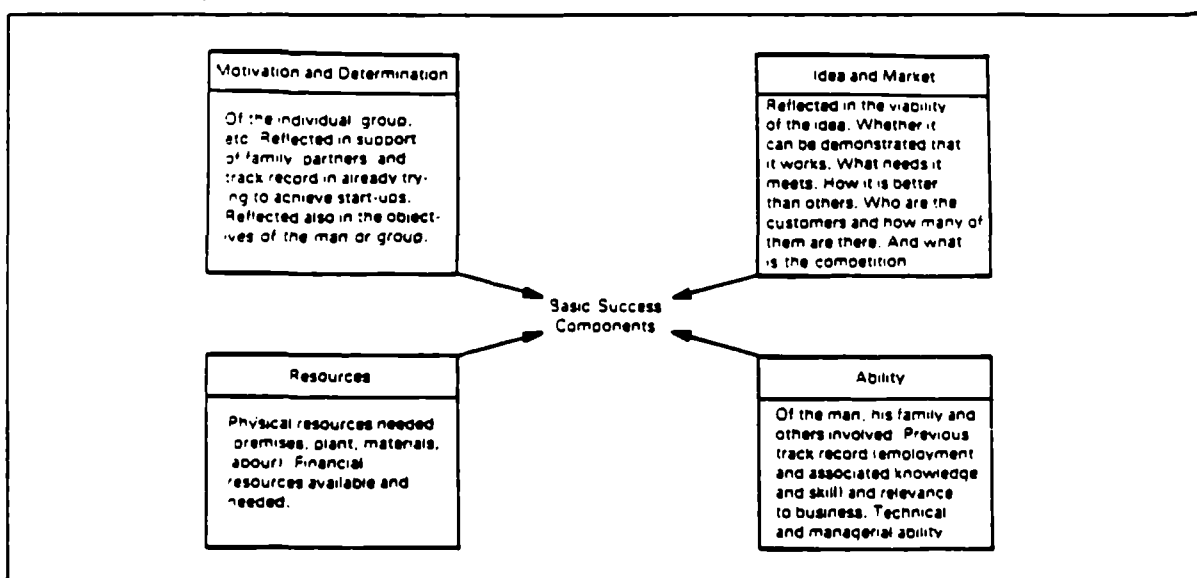 Motivation and Determination
Of the individual, group,
etc. Reflected in support
of family, partners, and
track record in already try-
ing to achieve start-ups.
Reflected also in the object-
ives of the man or group.
Idea and Market
Reflected in the viability
of the idea. Whether it
can be demonstrated that
it works. What needs it
meets. How it is better
than others. Who are the
customers and how many of
them are there. And what
is the competition
Basic Success
Components
Resources
Physical resources needed
(premises, plant, materials,
labour). Financial
resources available and
needed.
Ability
Of the man, his family and
others involved. Previous
track record (employment
and associated knowledge
and skill) and relevance
to business. Technical
and managerial ability